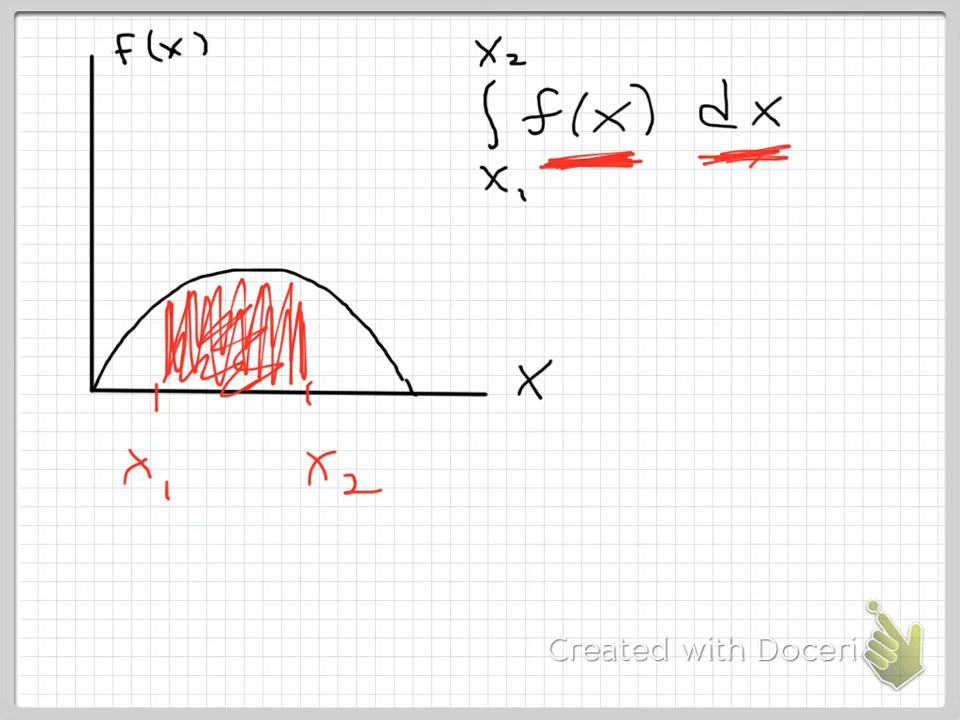 f(x)
x₂
∫ f(x) dx
x₁
x
x₁ x₂
Created with Doceri